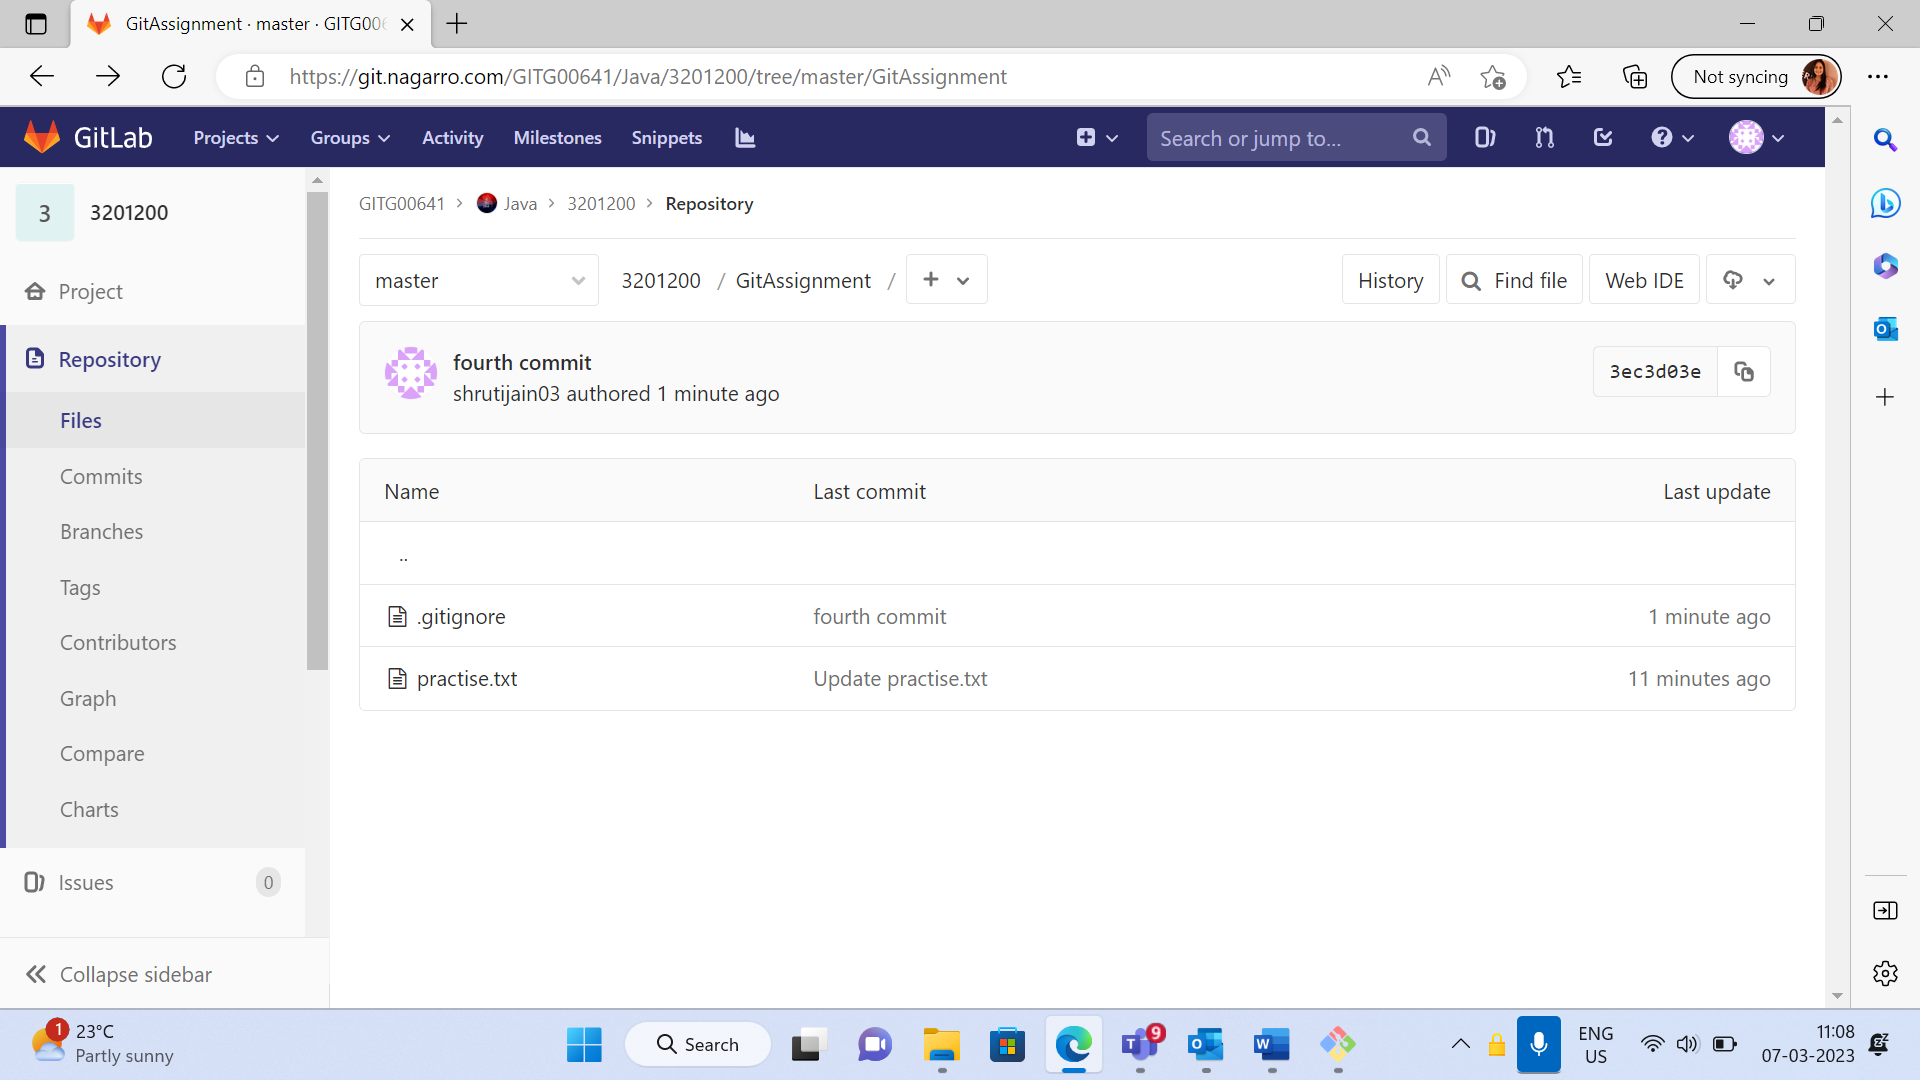 GitAssignment · master · GITG006
https://git.nagarro.com/GITG00641/Java/3201200/tree/master/GitAssignment
Not syncing
GitLab
Projects
Groups
Activity
Milestones
Snippets
Search or jump to...
3
3201200
Project
Repository
Files
Commits
Branches
Tags
Contributors
Graph
Compare
Charts
Issues
0
Collapse sidebar
GITG00641 > Java > 3201200 > Repository
master
3201200 / GitAssignment /
History
Find file
Web IDE
fourth commit
shrutijain03 authored 1 minute ago
3ec3d03e
Name Last commit Last update
..
.gitignore fourth commit 1 minute ago
practise.txt Update practise.txt 11 minutes ago
1
23°C
Partly sunny
Search
9
ENG
US
11:08
07-03-2023